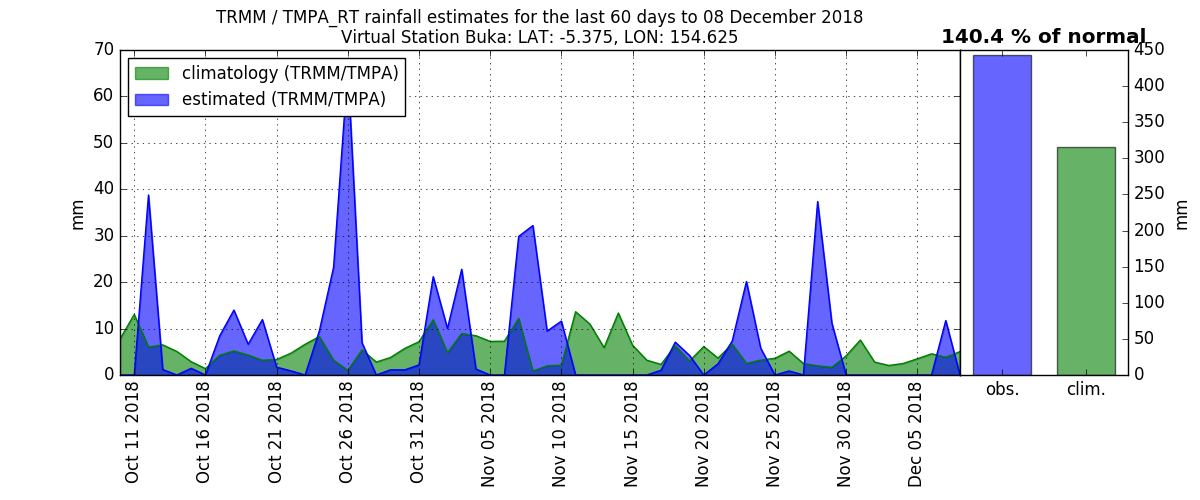 TRMM / TMPA_RT rainfall estimates for the last 60 days to 08 December 2018
Virtual Station Buka: LAT: -5.375, LON: 154.625
140.4 % of normal
climatology (TRMM/TMPA)
estimated (TRMM/TMPA)
70
60
50
40
30
20
10
0
mm
Oct 11 2018
Oct 16 2018
Oct 21 2018
Oct 26 2018
Oct 31 2018
Nov 05 2018
Nov 10 2018
Nov 15 2018
Nov 20 2018
Nov 25 2018
Nov 30 2018
Dec 05 2018
obs.
clim.
450
400
350
300
250
200
150
100
50
0
mm